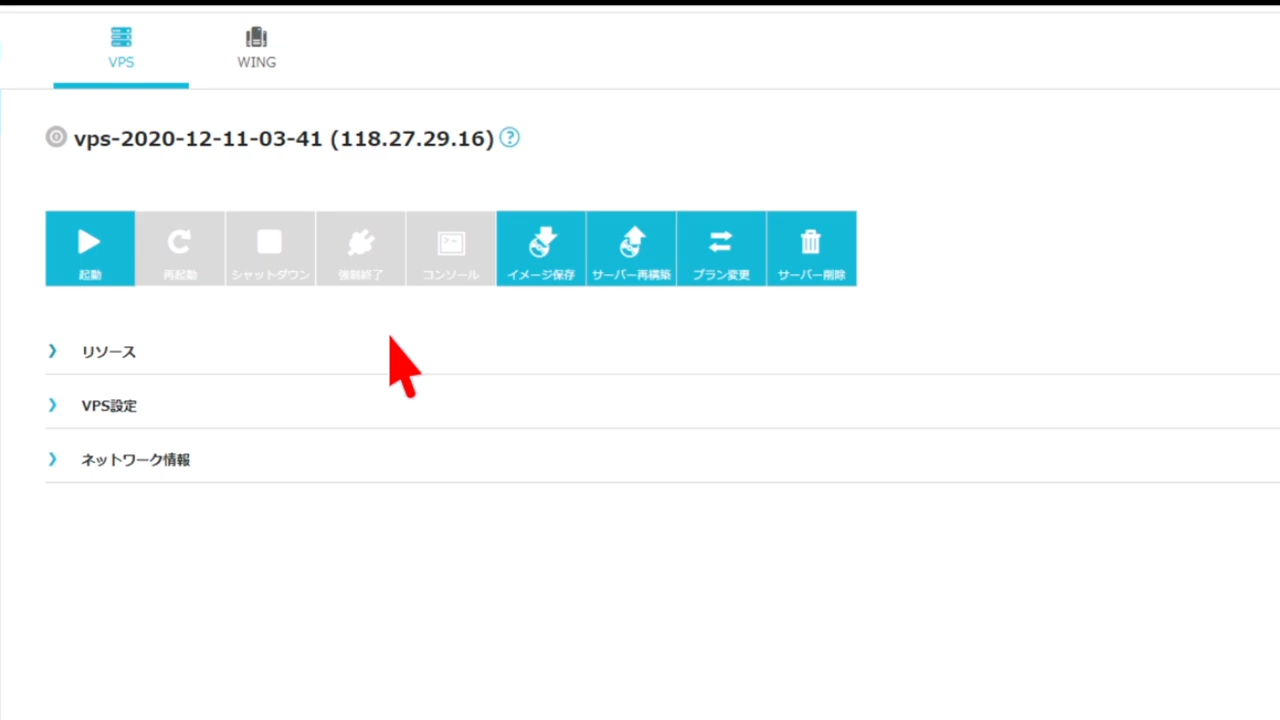 VPS
WING
vps-2020-12-11-03-41 (118.27.29.16) ?
起動
再起動
シャットダウン
強制終了
コンソール
イメージ保存
サーバー再構築
プラン変更
サーバー削除
リソース
VPS設定
ネットワーク情報